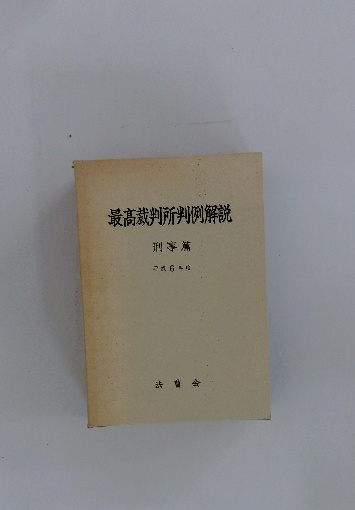 最高裁判所判例解説
刑事篇
平成6年度
法曹会